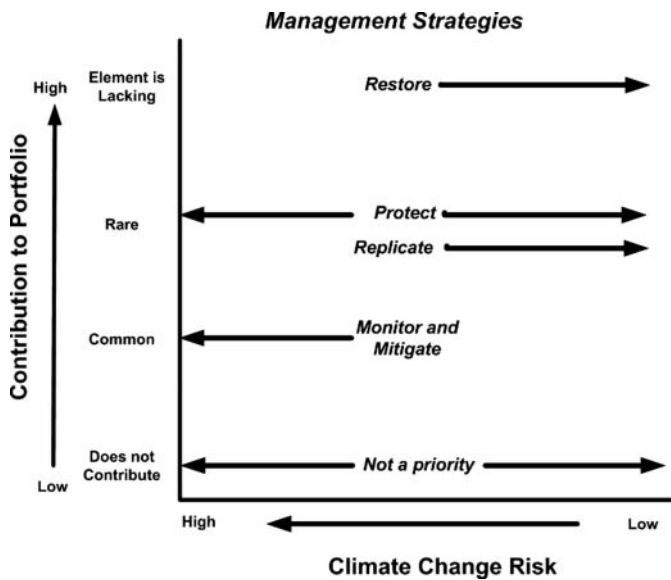 Management Strategies
Contribution to Portfolio
High
Low
Element is
Lacking
Restore
Rare
Protect
Replicate
Common
Monitor and
Mitigate
Does not
Contribute
Not a priority
High
Low
Climate Change Risk